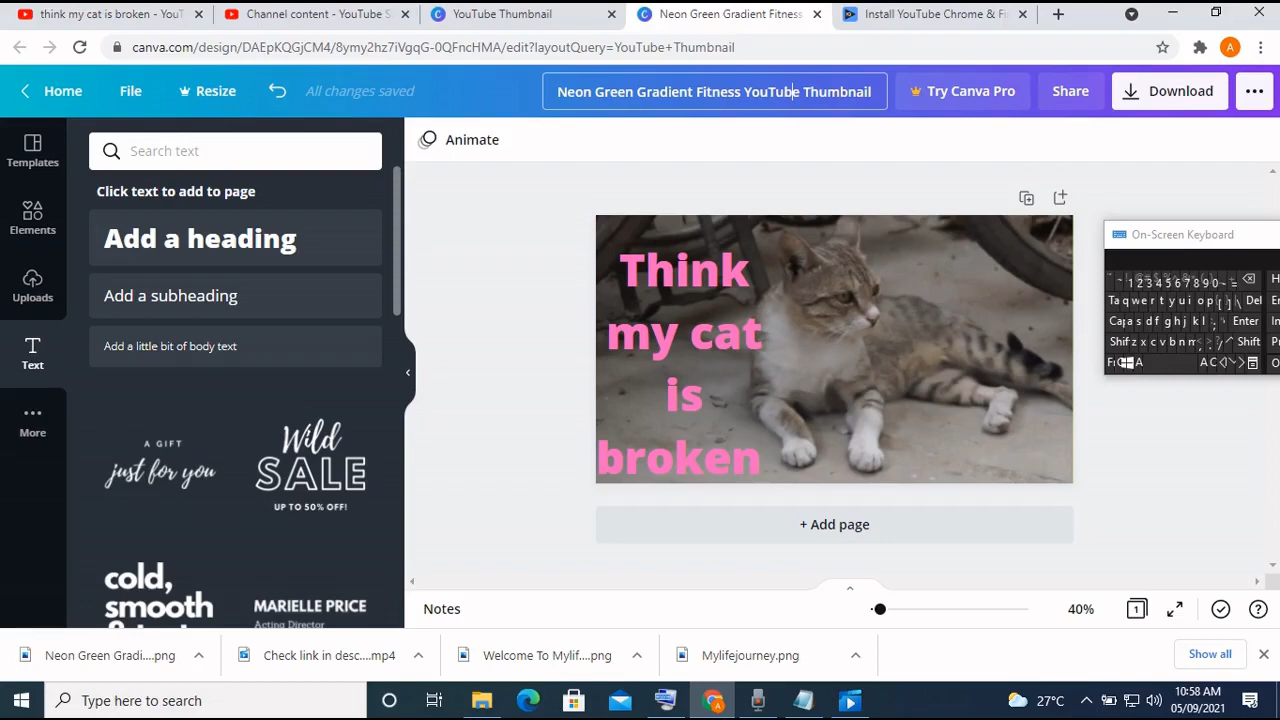 think my cat is broken - YouT
Channel content - YouTube S
YouTube Thumbnail
Neon Green Gradient Fitness
Install YouTube Chrome & Fi
canva.com/design/DAEpKQGjCM4/8ymy2hz7iVgqG-0QFncHMA/edit?layoutQuery=YouTube+Thumbnail
A
Home
File
Resize
All changes saved
Neon Green Gradient Fitness YouTube Thumbnail
Try Canva Pro
Share
Download
Templates
Elements
Uploads
Text
More
Search text
Click text to add to page
Add a heading
Add a subheading
Add a little bit of body text
A GIFT
just for you
Wild
SALE
UP TO 50% OFF!
cold,
smooth
MARIELLE PRICE
Acting Director
Animate
Think
my cat
is
broken
+ Add page
On-Screen Keyboard
Notes
40%
1
Neon Green Gradi....png
Check link in desc....mp4
Welcome To Mylif....png
Mylifejourney.png
Show all
Type here to search
27°C
10:58 AM
05/09/2021